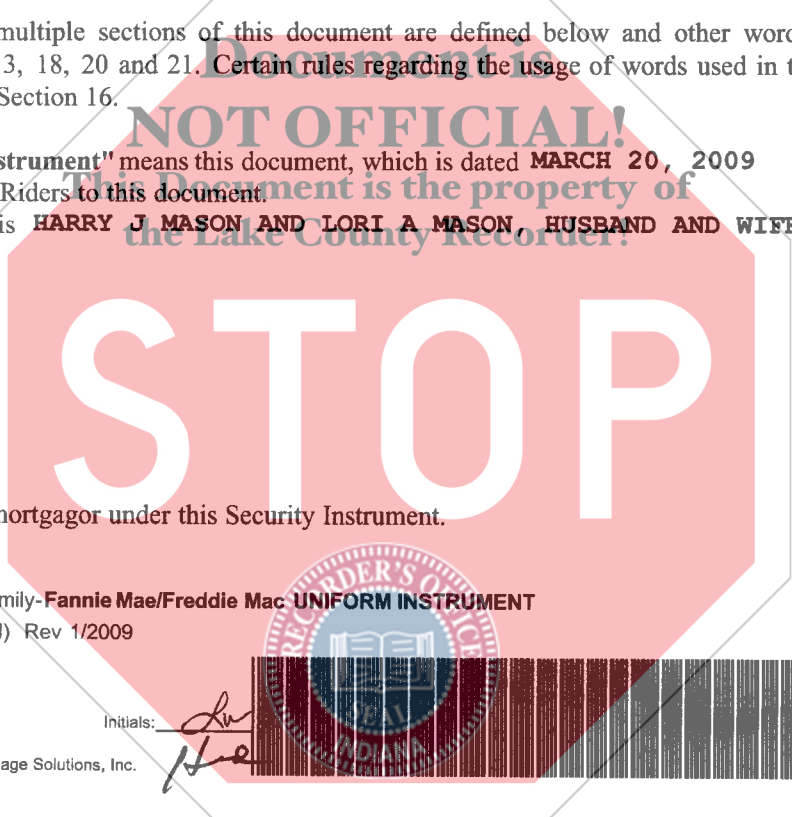 multiple sections of this document are defined below and other word
Document is
3, 18, 20 and 21. Certain rules regarding the usage of words used in t
Section 16.
NOT OFFICIAL!
strument" means this document, which is dated MARCH 20, 2009
This Document is the property of
Riders to this document.
is HARRY J MASON AND LORI A MASON, HUSBAND AND WIFE
the Lake County Recorder!
STOP
nortgagor under this Security Instrument.
RECORDER'S OFFICE
mily-Fannie Mae/Freddie Mac UNIFORM INSTRUMENT
) Rev 1/2009
SEAL
INDIANA
Initials:
age Solutions, Inc.